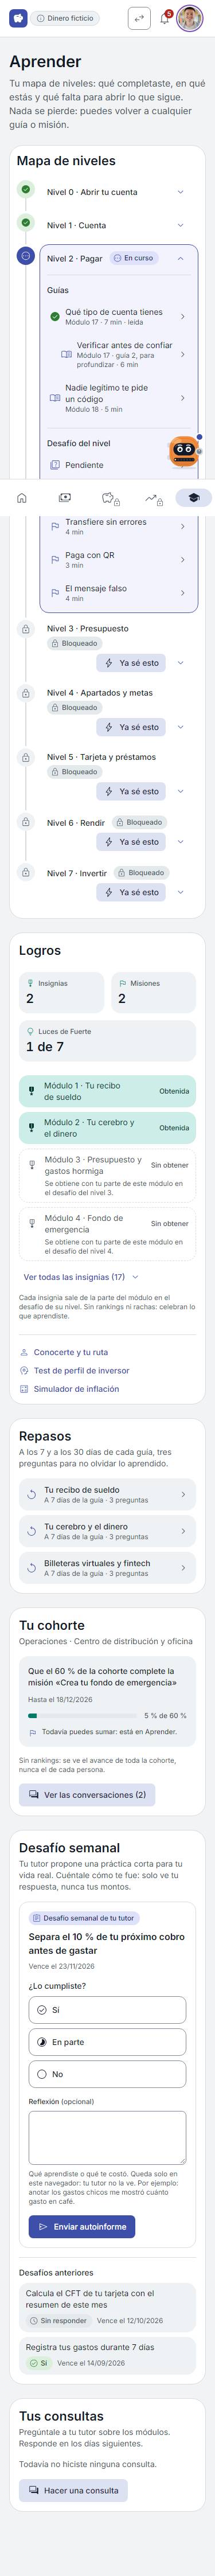 Dinero ficticio
5
Aprender
Tu mapa de niveles: qué completaste, en qué
estás y qué falta para abrir lo que sigue.
Nada se pierde: puedes volver a cualquier
guía o misión.
Mapa de niveles
Nivel 0 · Abrir tu cuenta
Nivel 1 · Cuenta
Nivel 2 · Pagar
En curso
Guías
Qué tipo de cuenta tienes
Módulo 17 · 7 min · leída
Verificar antes de confiar
Módulo 17 · guía 2, para
profundizar · 6 min
Nadie legítimo te pide
un código
Módulo 18 · 5 min
Desafío del nivel
Pendiente
Transfiere sin errores
4 min
Paga con QR
3 min
El mensaje falso
4 min
Nivel 3 · Presupuesto
Bloqueado
Ya sé esto
Nivel 4 · Apartados y metas
Bloqueado
Ya sé esto
Nivel 5 · Tarjeta y préstamos
Bloqueado
Ya sé esto
Nivel 6 · Rendir
Bloqueado
Ya sé esto
Nivel 7 · Invertir
Bloqueado
Ya sé esto
Logros
Insignias
2
Misiones
2
Luces de Fuerte
1 de 7
Módulo 1 · Tu recibo
de sueldo
Obtenida
Módulo 2 · Tu cerebro y
el dinero
Obtenida
Módulo 3 · Presupuesto y
gastos hormiga
Sin obtener
Se obtiene con tu parte de este módulo en
el desafío del nivel 3.
Módulo 4 · Fondo de
emergencia
Sin obtener
Se obtiene con tu parte de este módulo en
el desafío del nivel 4.
Ver todas las insignias (17)
Cada insignia sale de la parte del módulo en el
desafío de su nivel. Sin rankings ni rachas: celebran lo
que aprendiste.
Conocerte y tu ruta
Test de perfil de inversor
Simulador de inflación
Repasos
A los 7 y a los 30 días de cada guía, tres
preguntas para no olvidar lo aprendido.
Tu recibo de sueldo
A 7 días de la guía · 3 preguntas
Tu cerebro y el dinero
A 7 días de la guía · 3 preguntas
Billeteras virtuales y fintech
A 7 días de la guía · 3 preguntas
Tu cohorte
Operaciones · Centro de distribución y oficina
Que el 60 % de la cohorte complete la
misión «Crea tu fondo de emergencia»
Hasta el 18/12/2026
5 % de 60 %
Todavía puedes sumar: está en Aprender.
Sin rankings: se ve el avance de toda la cohorte,
nunca el de cada persona.
Ver las conversaciones (2)
Desafío semanal
Tu tutor propone una práctica corta para tu
vida real. Cuéntale cómo te fue: solo ve tu
respuesta, nunca tus montos.
Desafío semanal de tu tutor
Separa el 10 % de tu próximo cobro
antes de gastar
Vence el 23/11/2026
¿Lo cumpliste?
Sí
En parte
No
Reflexión (opcional)
Qué aprendiste o qué te costó. Queda solo en
este navegador: tu tutor no la ve. Por ejemplo:
anotar los gastos chicos me mostró cuánto
gasto en café.
Enviar autoinforme
Desafíos anteriores
Calcula el CFT de tu tarjeta con el
resumen de este mes
Sin responder
Vence el 12/10/2026
Registra tus gastos durante 7 días
Sí
Vence el 14/09/2026
Tus consultas
Pregúntale a tu tutor sobre los módulos.
Responde en los días siguientes.
Todavía no hiciste ninguna consulta.
Hacer una consulta